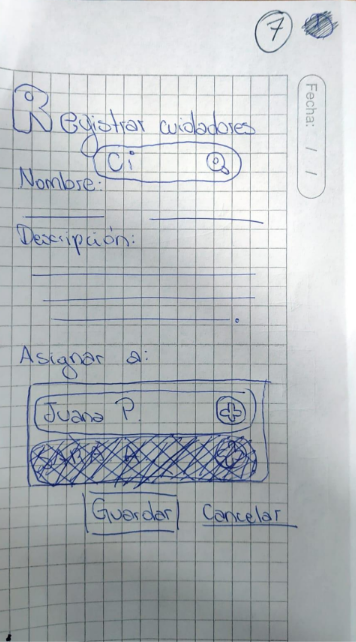 7
Fecha: / /
Registrar cuidadores
Ci
Nombre:
Descripción:
Asignar a:
Juana P.
Guardar Cancelar